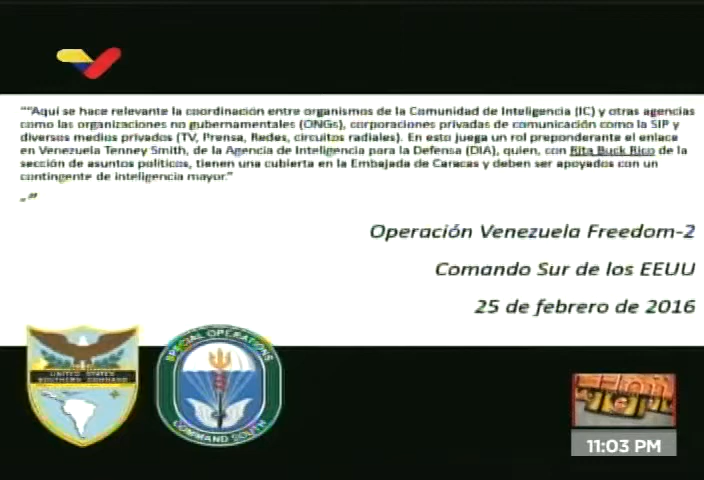 ““Aquí se hace relevante la coordinación entre organismos de la Comunidad de Inteligencia (IC) y otras agencias
como las organizaciones no gubernamentales (ONGs), corporaciones privadas de comunicación como la SIP y
diversos medios privados (TV, Prensa, Redes, circuitos radiales). En esto juega un rol preponderante el enlace
en Venezuela Tenney Smith, de la Agencia de Inteligencia para la Defensa (DIA), quien, con Rita Buck Rico de la
sección de asuntos políticos, tienen una cubierta en la Embajada de Caracas y deben ser apoyados con un
contingente de inteligencia mayor.”
.”
Operación Venezuela Freedom-2
Comando Sur de los EEUU
25 de febrero de 2016
UNITED STATES
SOUTHERN COMMAND
SPECIAL OPERATIONS
COMMAND SOUTH
11:03 PM